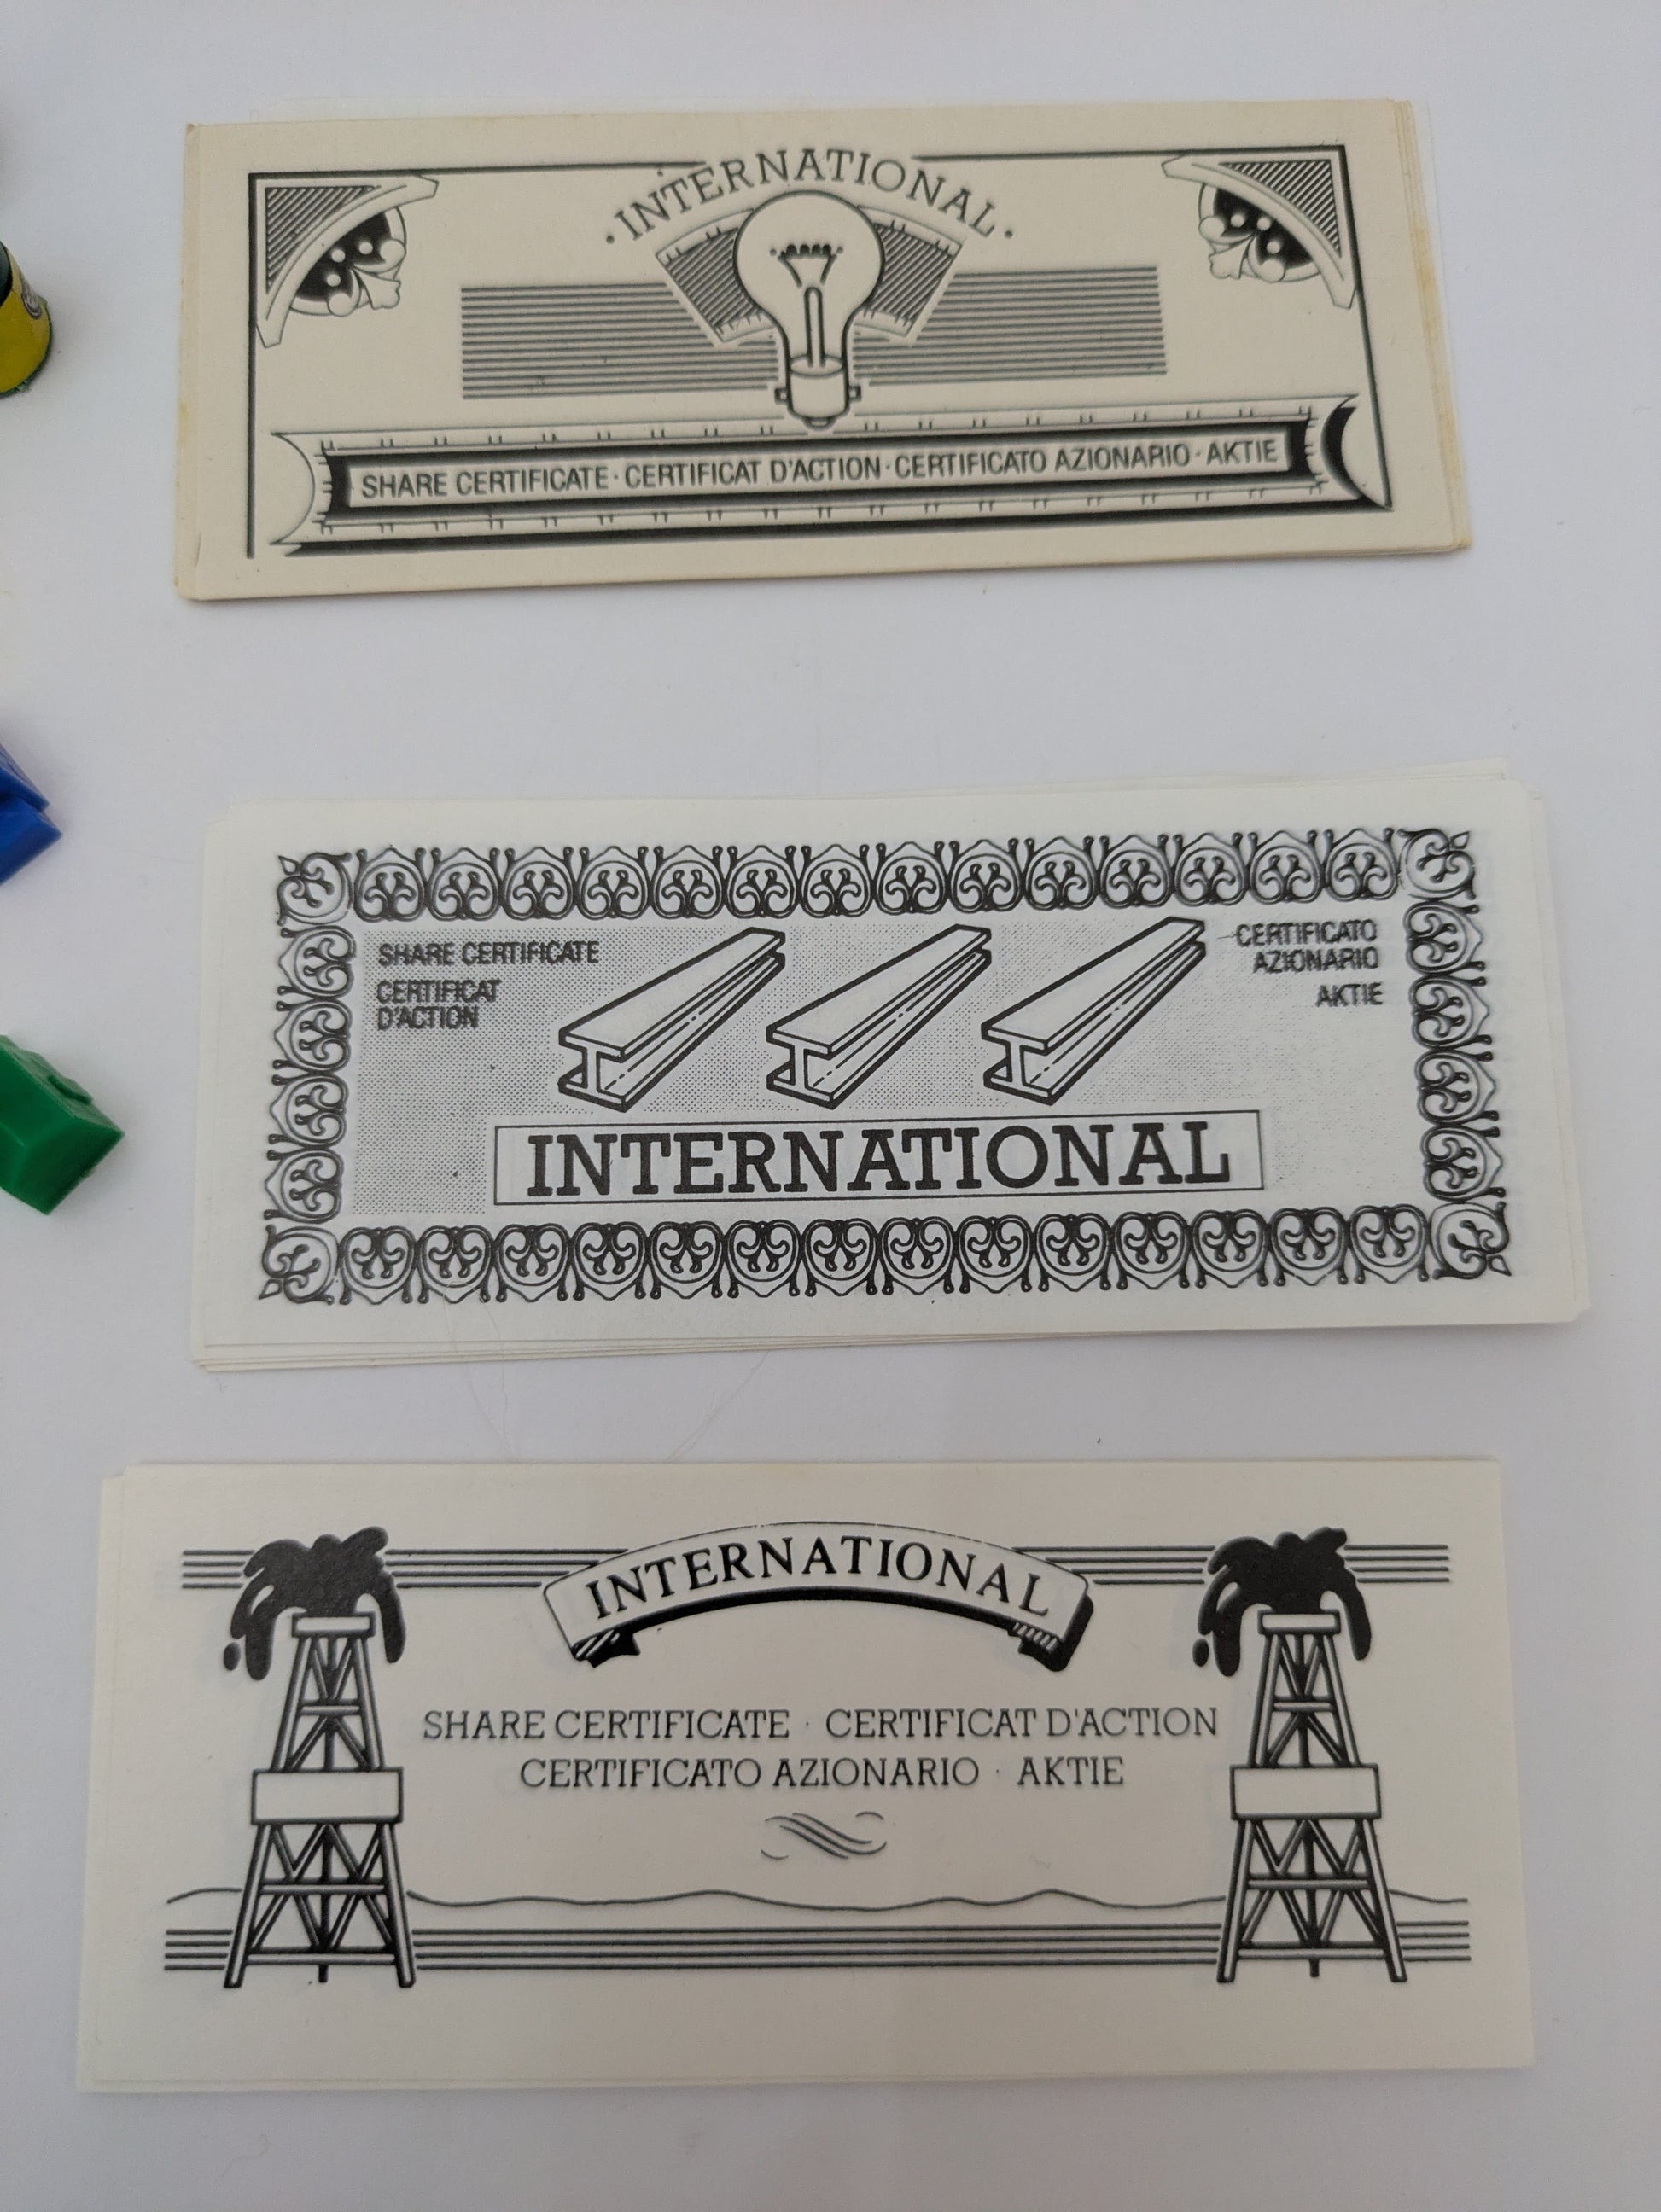 · INTERNATIONAL ·
SHARE CERTIFICATE · CERTIFICAT D'ACTION · CERTIFICATO AZIONARIO · AKTIE
SHARE CERTIFICATE
CERTIFICAT
D'ACTION
CERTIFICATO
AZIONARIO
AKTIE
INTERNATIONAL
INTERNATIONAL
SHARE CERTIFICATE · CERTIFICAT D'ACTION
CERTIFICATO AZIONARIO · AKTIE